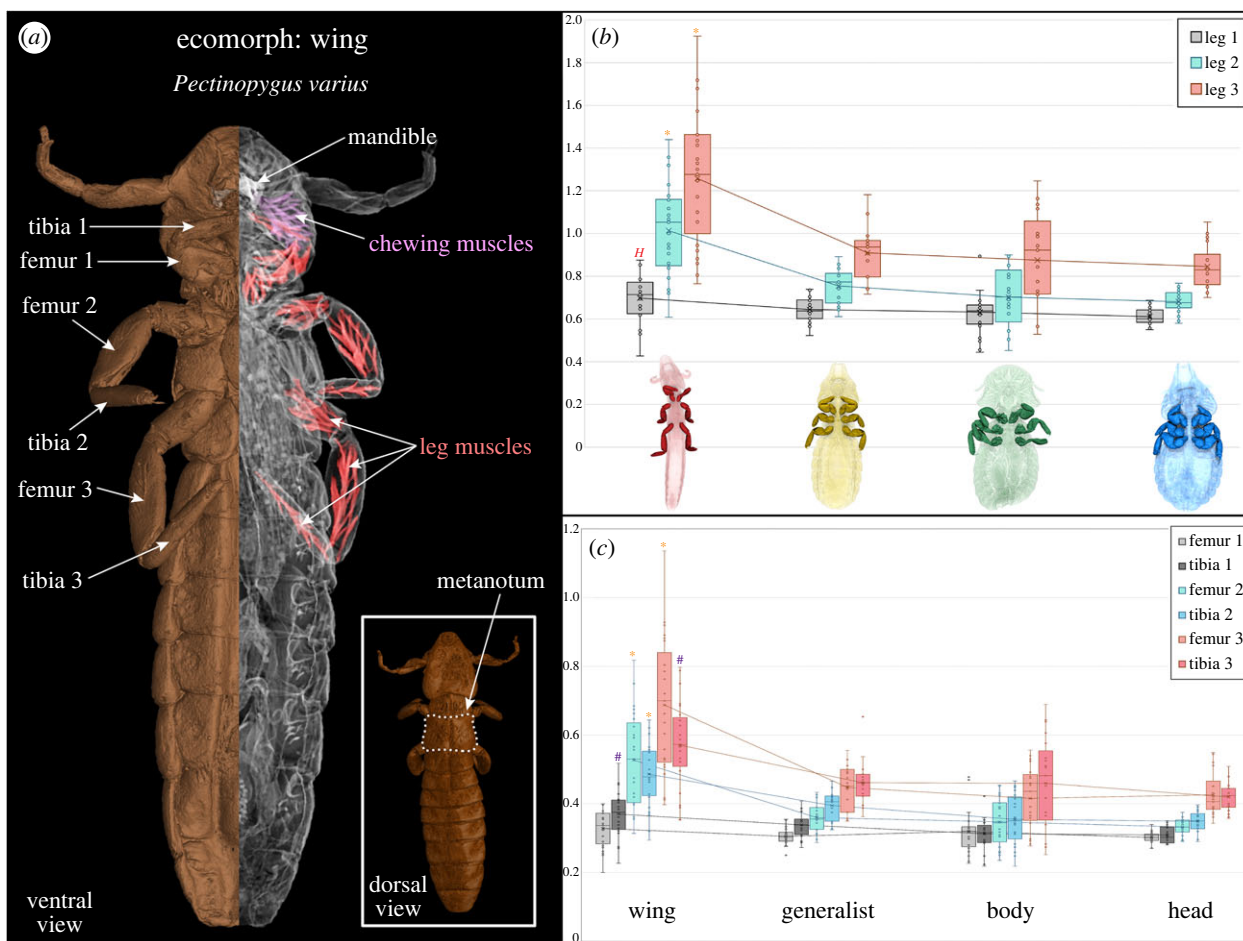 (a)
ecomorph: wing
Pectinopygus varius
mandible
tibia 1
chewing muscles
femur 1
femur 2
tibia 2
leg muscles
femur 3
tibia 3
metanotum
ventral
view
dorsal
view
(b)
2.0
1.8
1.6
1.4
1.2
1.0
0.8
0.6
0.4
0.2
0
leg 1
leg 2
leg 3
*
*
H
(c)
1.2
1.0
0.8
0.6
0.4
0.2
0
femur 1
tibia 1
femur 2
tibia 2
femur 3
tibia 3
*
#
*
*
#
wing generalist body head